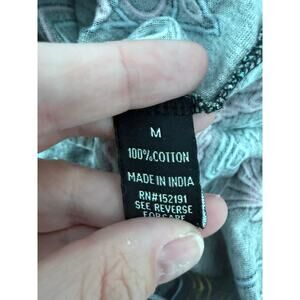 M
100% COTTON
MADE IN INDIA
RN#152191
SEE REVERSE
FOR CARE